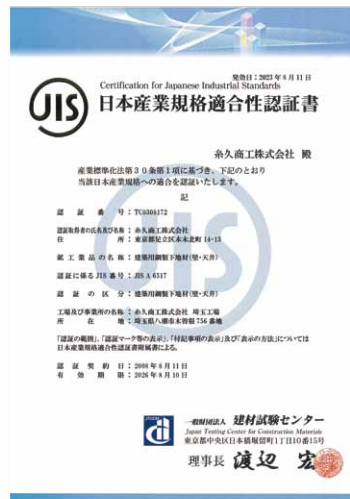 発効日：2023年8月11日
Certification for Japanese Industrial Standards
JIS
日本産業規格適合性認証書
糸久商工株式会社 殿
産業標準化法第30条第1項に基づき、下記のとおり
当該日本産業規格への適合を認証いたします。
記
認証番号：TC0308172
認証取得者の氏名及び名称：糸久商工株式会社
住所：東京都足立区本木北町14-13
鉱工業品の名称：建築用鋼製下地材(壁・天井)
認証に係るJIS番号：JIS A 6517
認証の区分：建築用鋼製下地材(壁・天井)
工場及び事業所の名称：糸久商工株式会社 埼玉工場
所在地：埼玉県八潮市木曽根756番地
「認証の範囲」、「認証マーク等の表示」、「付記事項の表示」及び「表示の方法」については
日本産業規格適合性認証書附属書による。
認証契約日：2008年8月11日
有効期限：2026年8月10日
一般財団法人 建材試験センター
Japan Testing Center for Construction Materials
東京都中央区日本橋堀留町1丁目10番15号
理事長 渡辺 宏